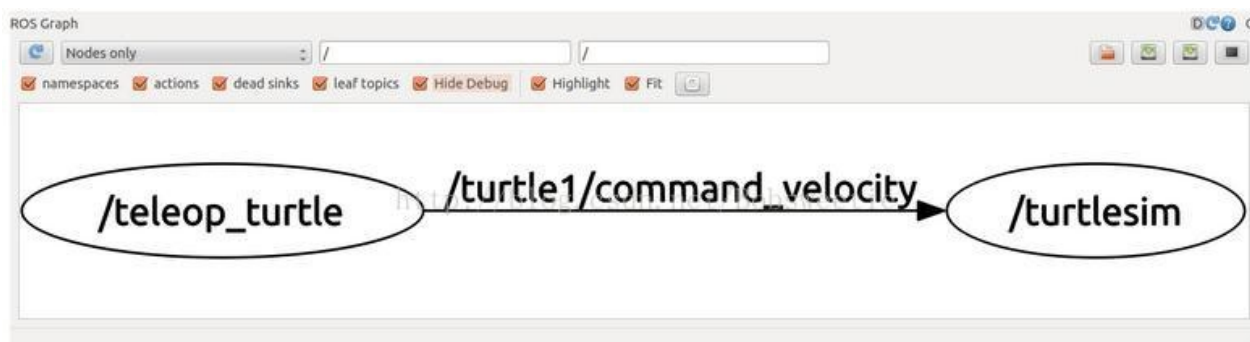 ROS Graph
D
Nodes only / /
namespaces actions dead sinks leaf topics Hide Debug Highlight Fit
/teleop_turtle /turtle1/command_velocity /turtlesim